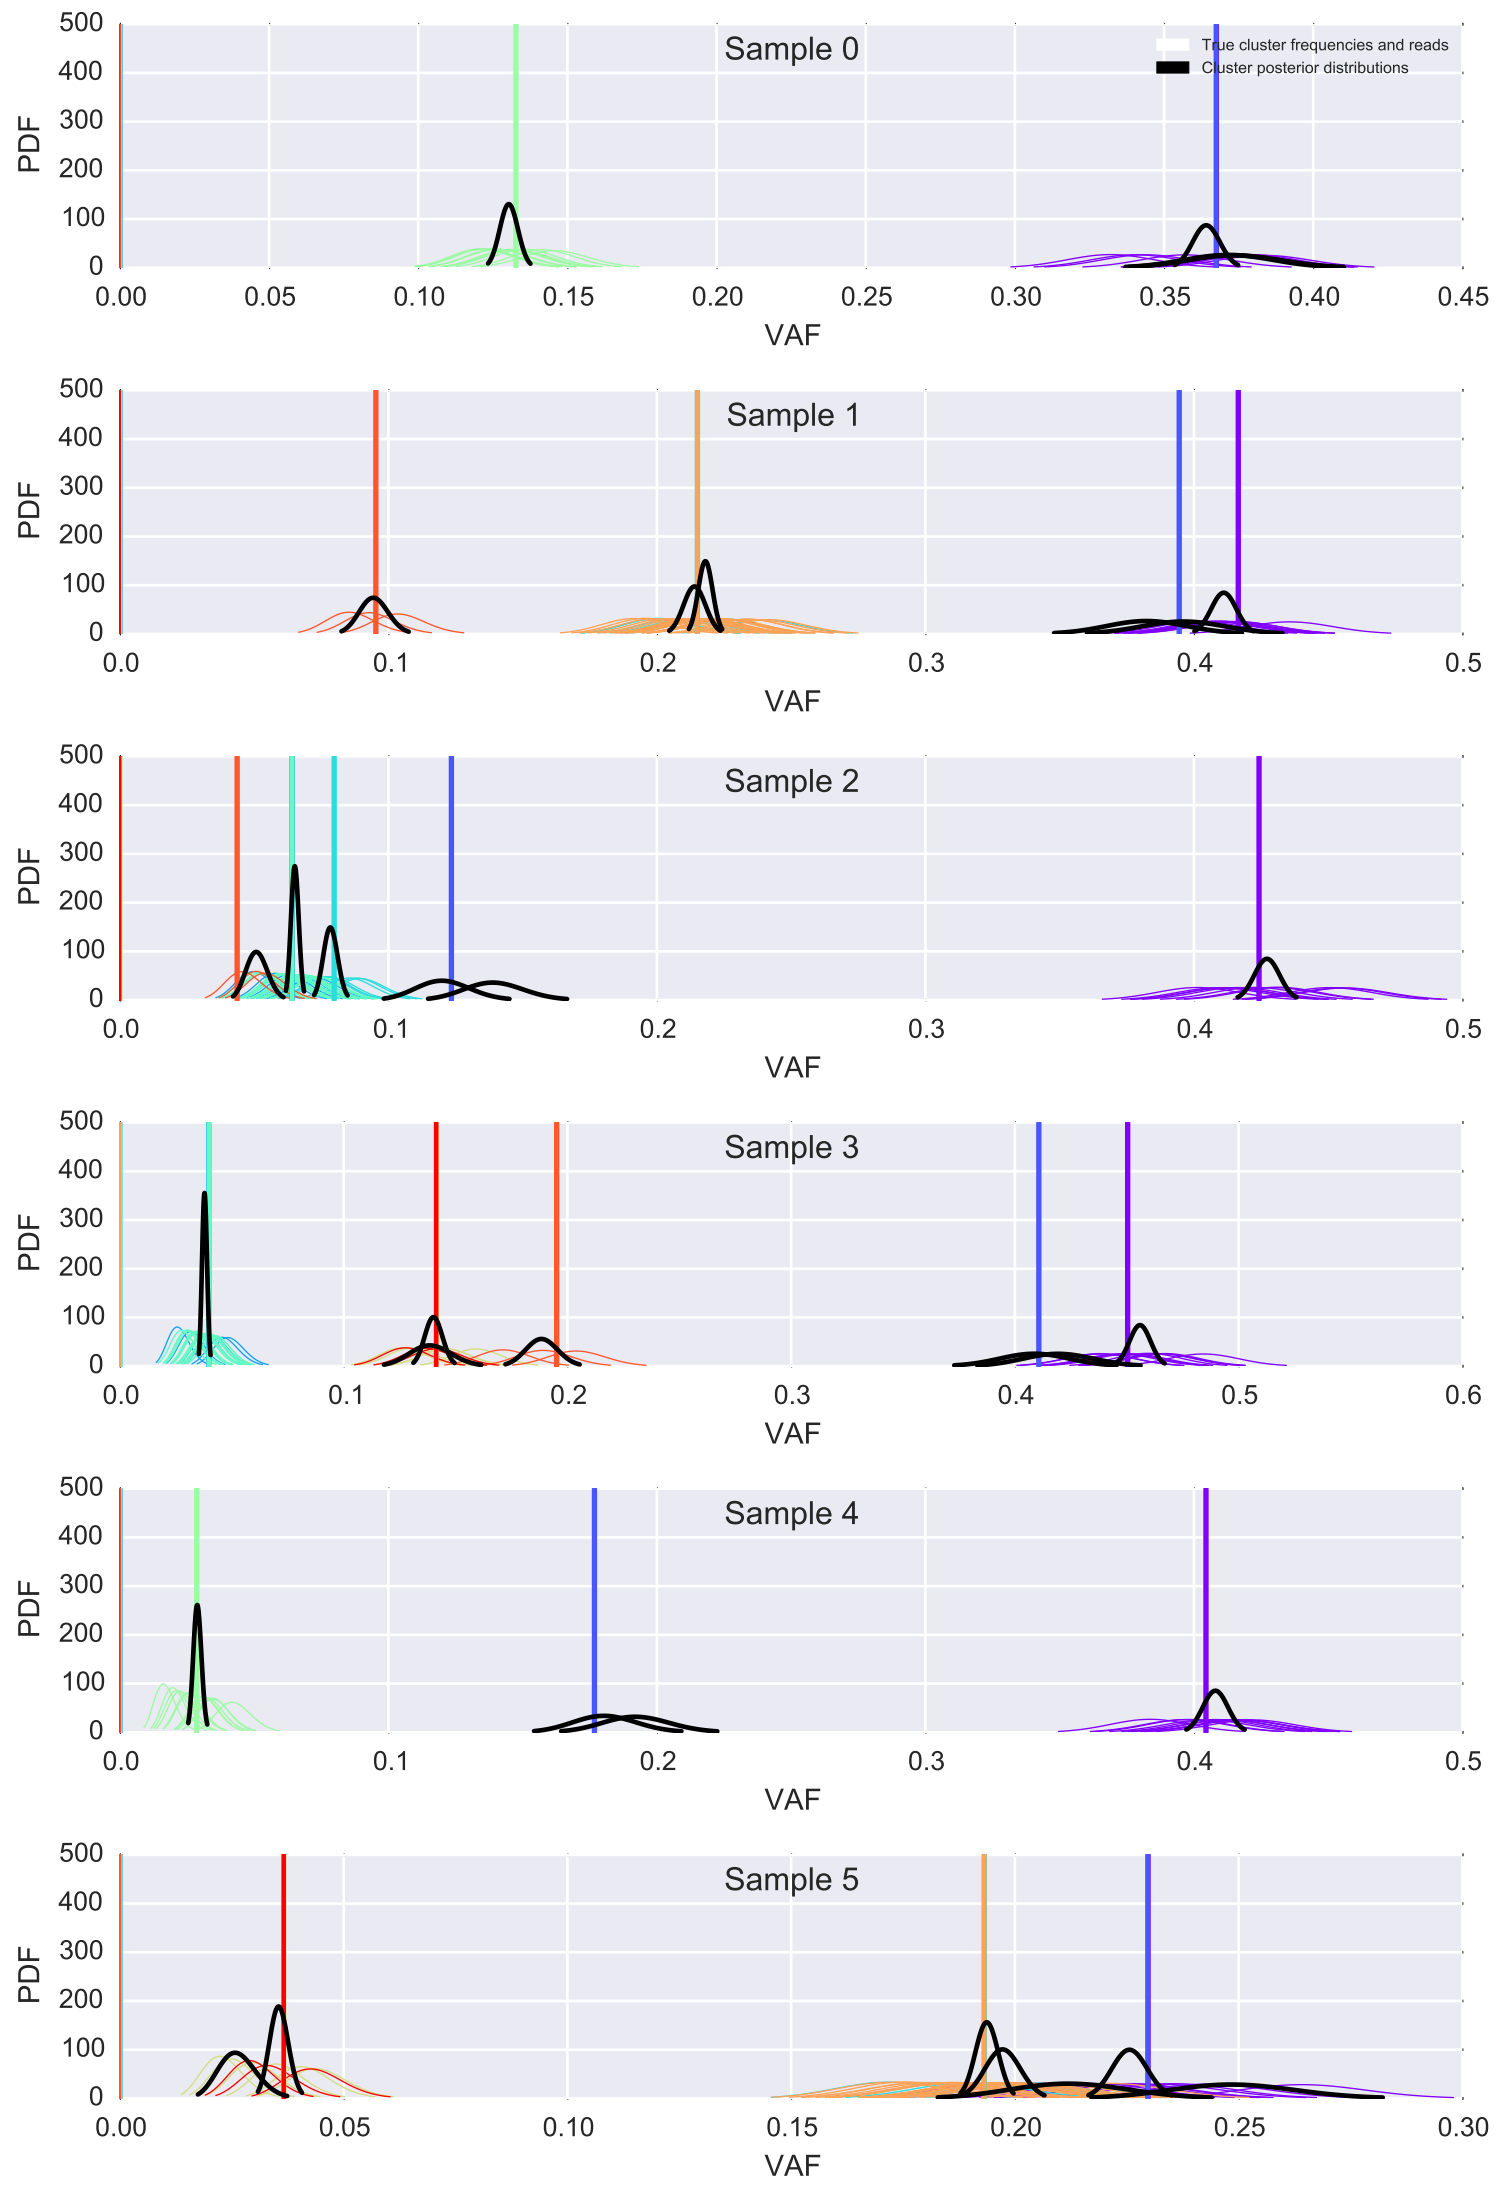 500
400
300
200
100
0
PDF
Sample 0
True cluster frequencies and reads
Cluster posterior distributions
0.00 0.05 0.10 0.15 0.20 0.25 0.30 0.35 0.40 0.45
VAF
500
400
300
200
100
0
PDF
Sample 1
0.0 0.1 0.2 0.3 0.4 0.5
VAF
500
400
300
200
100
0
PDF
Sample 2
0.0 0.1 0.2 0.3 0.4 0.5
VAF
500
400
300
200
100
0
PDF
Sample 3
0.0 0.1 0.2 0.3 0.4 0.5 0.6
VAF
500
400
300
200
100
0
PDF
Sample 4
0.0 0.1 0.2 0.3 0.4 0.5
VAF
500
400
300
200
100
0
PDF
Sample 5
0.00 0.05 0.10 0.15 0.20 0.25 0.30
VAF